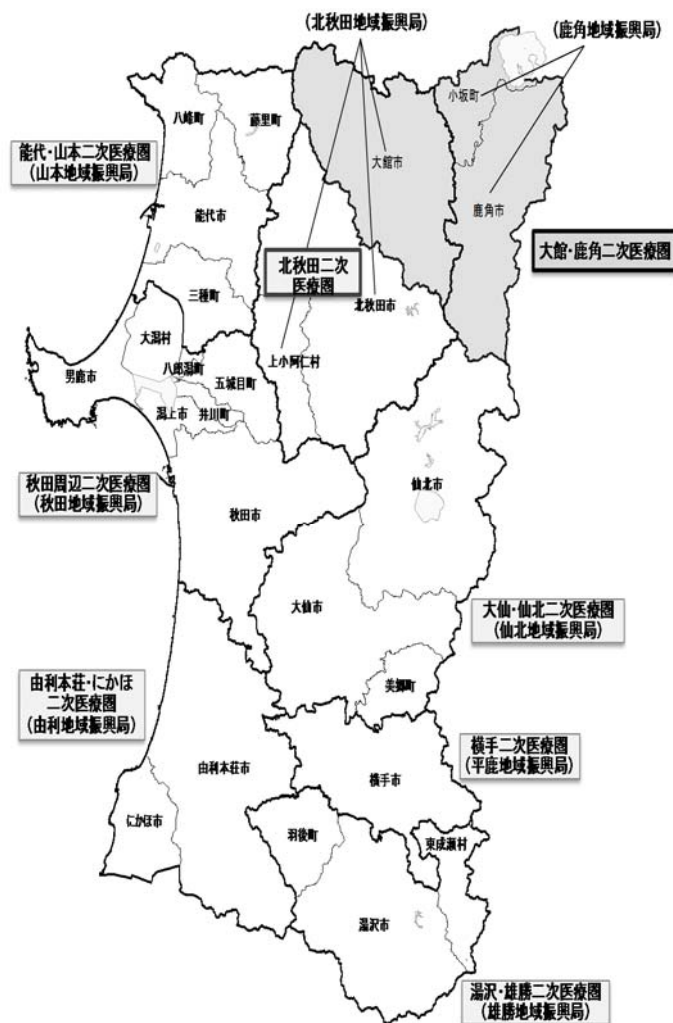 (北秋田地域振興局)
(鹿角地域振興局)
八峰町
藤里町
小坂町
能代・山本二次医療圏
(山本地域振興局)
大館市
能代市
鹿角市
北秋田二次
医療圏
大館・鹿角二次医療圏
三種町
北秋田市
大潟村
八郎潟町
上小阿仁村
男鹿市
五城目町
潟上市
井川町
秋田周辺二次医療圏
(秋田地域振興局)
仙北市
秋田市
大仙市
大仙・仙北二次医療圏
(仙北地域振興局)
美郷町
由利本荘・にかほ
二次医療圏
(由利地域振興局)
横手二次医療圏
(平鹿地域振興局)
由利本荘市
横手市
にかほ市
羽後町
東成瀬村
湯沢市
湯沢・雄勝二次医療圏
(雄勝地域振興局)